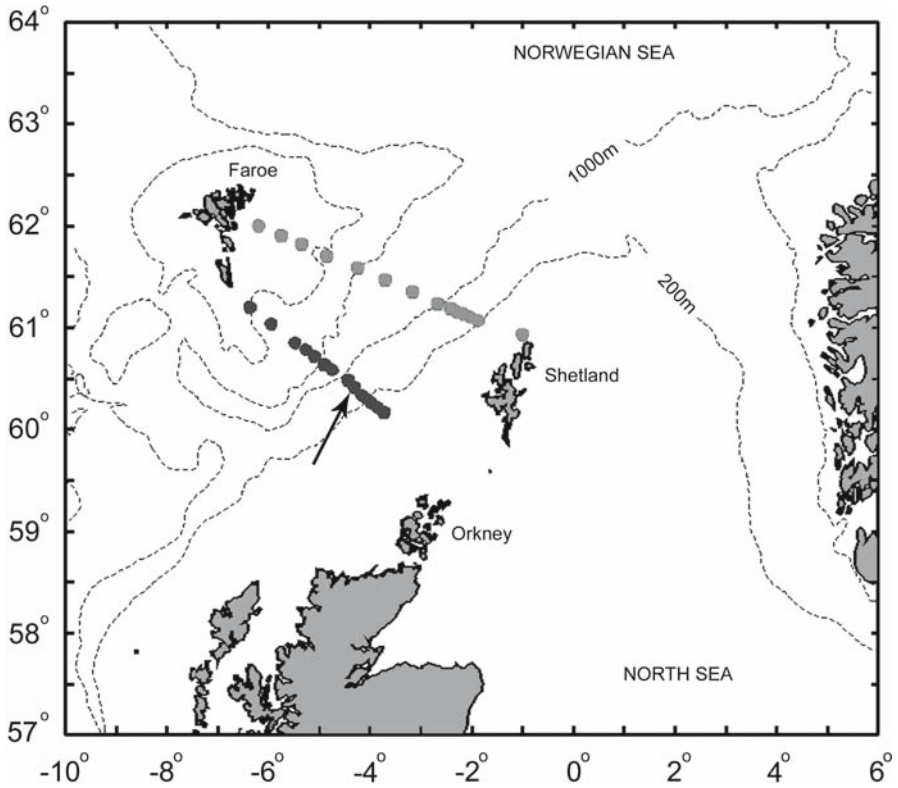 64°
NORWEGIAN SEA
63°
1000m
Faroe
62°
200m
61°
Shetland
60°
59°
Orkney
58°
NORTH SEA
57°
-10° -8° -6° -4° -2° 0° 2° 4° 6°